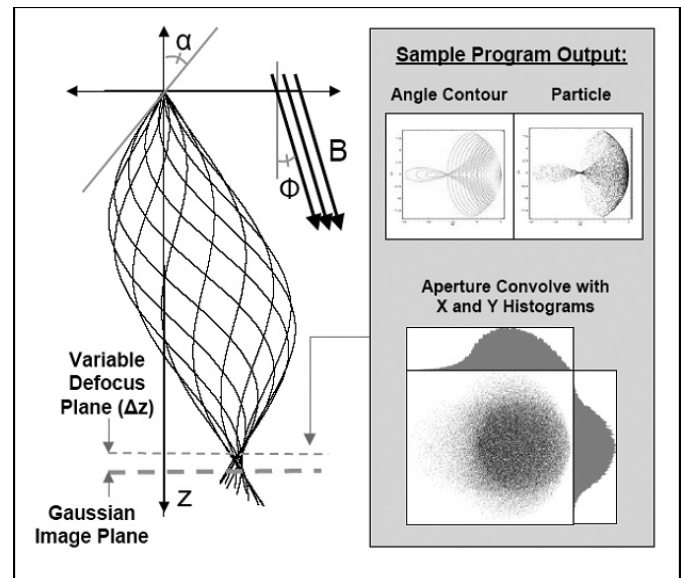 α
B
Φ
Variable
Defocus
Plane (Δz)
Z
Gaussian
Image Plane
Sample Program Output:
Angle Contour Particle
Aperture Convolve with
X and Y Histograms